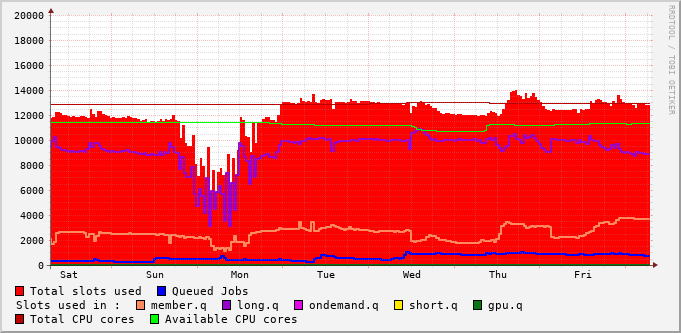 20000
18000
16000
14000
12000
10000
8000
6000
4000
2000
0
Sat Sun Mon Tue Wed Thu Fri
RRDTOOL / TOBI OETIKER
Total slots used Queued Jobs
Slots used in : member.q long.q ondemand.q short.q gpu.q
Total CPU cores Available CPU cores